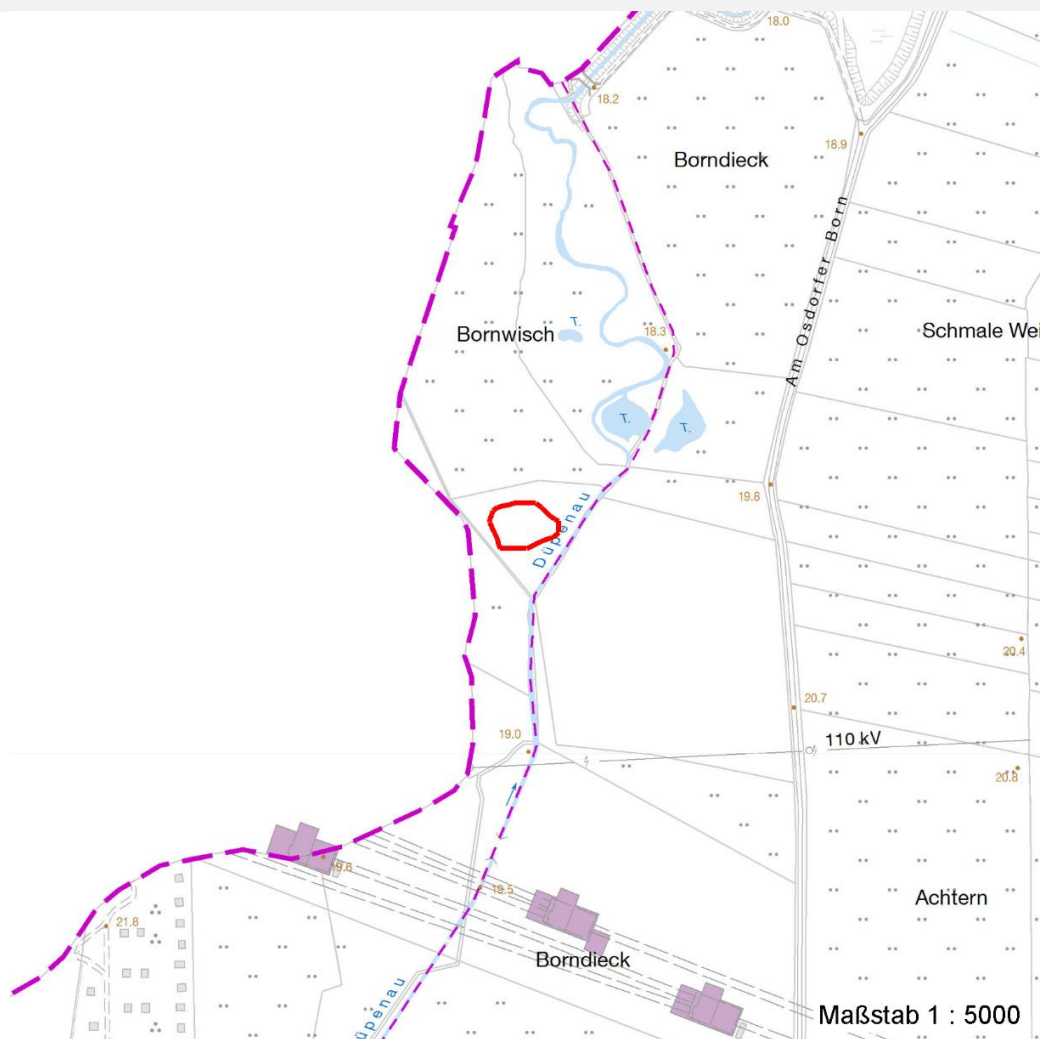 18.0
18.2
18.9
Borndieck
Am Osdorfer Born
T.
18.3
Bornwisch
Schmale Wei
T.
T.
19.8
Düpenau
20.4
20.7
19.0
110 kV
20.8
19.6
19.5
21.8
Achtern
Borndieck
üpenau
Maßstab 1 : 5000